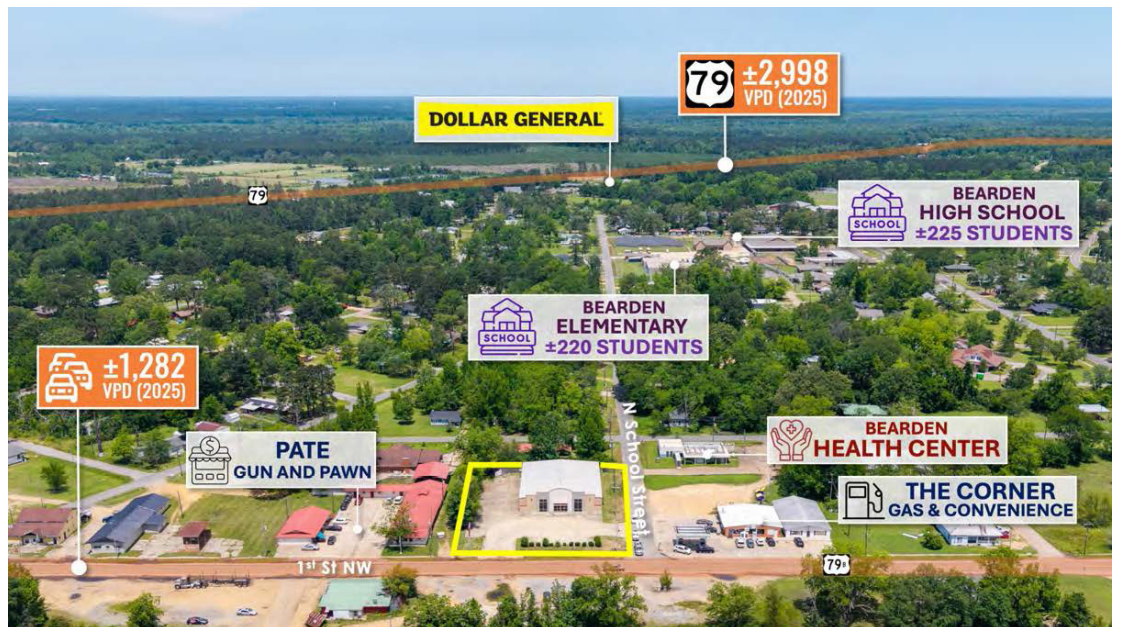 79
±2,998
VPD (2025)
DOLLAR GENERAL
79
SCHOOL
BEARDEN
HIGH SCHOOL
±225 STUDENTS
SCHOOL
BEARDEN
ELEMENTARY
±220 STUDENTS
±1,282
VPD (2025)
PATE
GUN AND PAWN
N School Street
BEARDEN
HEALTH CENTER
THE CORNER
GAS & CONVENIENCE
1st St NW
79B